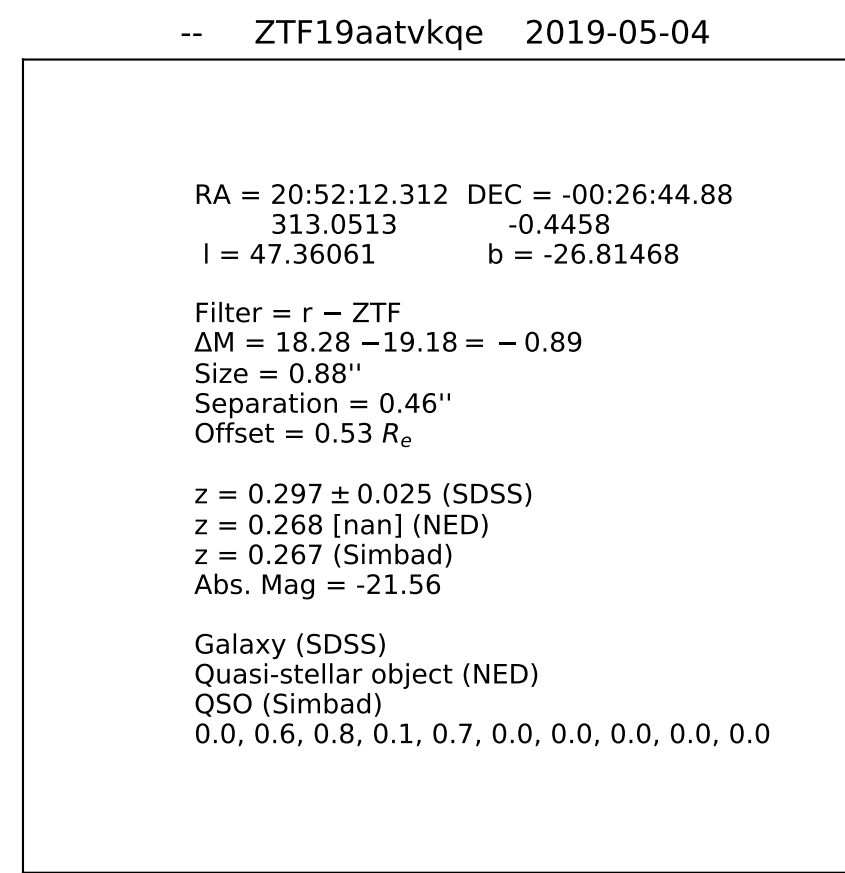 -- ZTF19aatvkqe 2019-05-04
RA = 20:52:12.312 DEC = -00:26:44.88
313.0513 -0.4458
l = 47.36061 b = -26.81468
Filter = r − ZTF
ΔM = 18.28 −19.18 = − 0.89
Size = 0.88''
Separation = 0.46''
Offset = 0.53 Re
z = 0.297 ± 0.025 (SDSS)
z = 0.268 [nan] (NED)
z = 0.267 (Simbad)
Abs. Mag = -21.56
Galaxy (SDSS)
Quasi-stellar object (NED)
QSO (Simbad)
0.0, 0.6, 0.8, 0.1, 0.7, 0.0, 0.0, 0.0, 0.0, 0.0